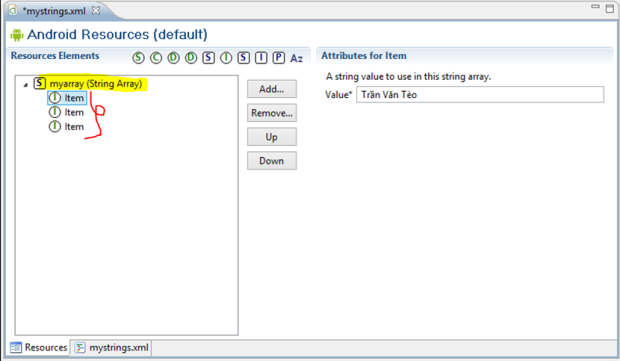 *mystrings.xml
Android Resources (default)
Resources Elements
S C D D S I S I P Az
Attributes for Item
myarray (String Array)
Item
Item
Item
Add...
Remove...
Up
Down
A string value to use in this string array.
Value* Trần Văn Tèo
Resources mystrings.xml